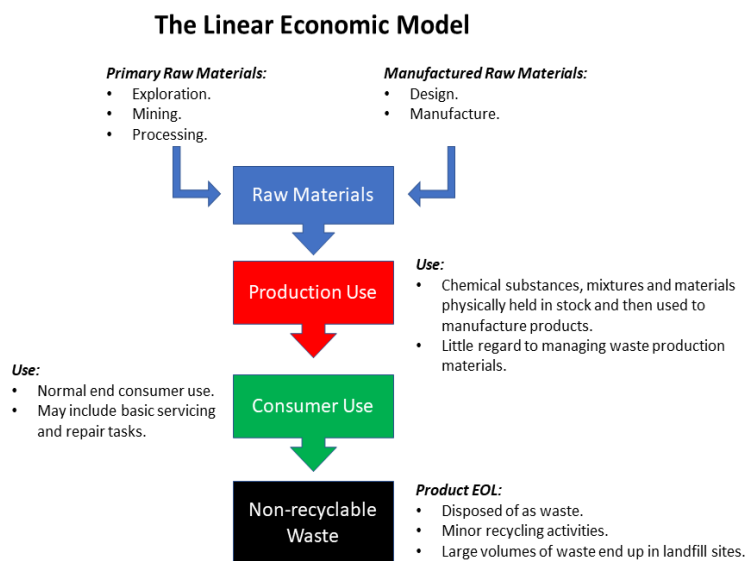 The Linear Economic Model
Primary Raw Materials:
• Exploration.
• Mining.
• Processing.
Manufactured Raw Materials:
• Design.
• Manufacture.
Raw Materials
Production Use
Use:
• Chemical substances, mixtures and materials
physically held in stock and then used to
manufacture products.
• Little regard to managing waste production
materials.
Use:
• Normal end consumer use.
• May include basic servicing
and repair tasks.
Consumer Use
Non-recyclable
Waste
Product EOL:
• Disposed of as waste.
• Minor recycling activities.
• Large volumes of waste end up in landfill sites.